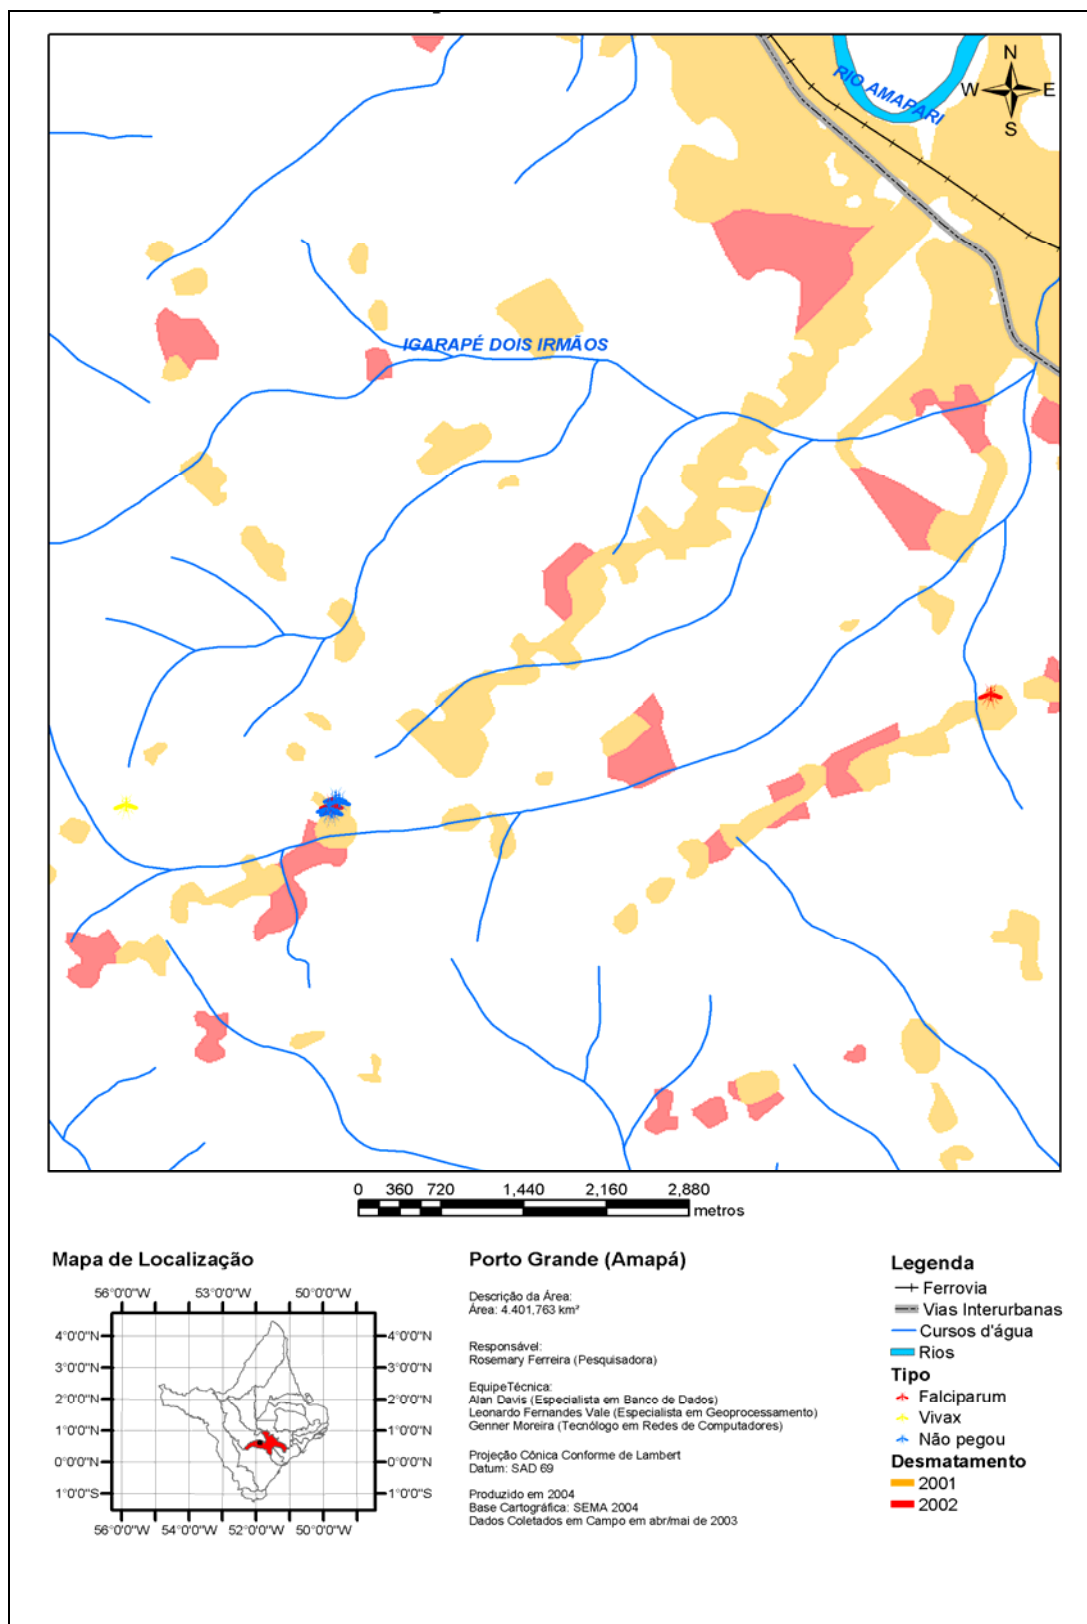 N
W E
S
RIO AMAPARI
IGARAPÉ DOIS IRMÃOS
0 360 720 1,440 2,160 2,880
metros
Mapa de Localização
56°0'0"W 53°0'0"W 50°0'0"W
4°0'0"N 4°0'0"N
3°0'0"N 3°0'0"N
2°0'0"N 2°0'0"N
1°0'0"N 1°0'0"N
0°0'0"N 0°0'0"N
1°0'0"S 1°0'0"S
56°0'0"W 54°0'0"W 52°0'0"W 50°0'0"W
Porto Grande (Amapá)
Descrição da Área:
Área: 4.401,763 km²
Responsável:
Rosemary Ferreira (Pesquisadora)
EquipeTécnica:
Alan Davis (Especialista em Banco de Dados)
Leonardo Fernandes Vale (Especialista em Geoprocessamento)
Genner Moreira (Tecnólogo em Redes de Computadores)
Projeção Cônica Conforme de Lambert
Datum: SAD 69
Produzido em 2004
Base Cartográfica: SEMA 2004
Dados Coletados em Campo em abr/mai de 2003
Legenda
Ferrovia
Vias Interurbanas
Cursos d'água
Rios
Tipo
Falciparum
Vivax
Não pegou
Desmatamento
2001
2002